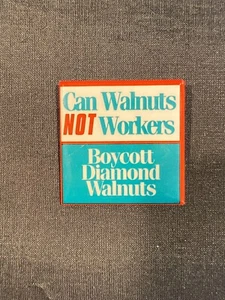 Can Walnuts
NOT Workers
Boycott
Diamond
Walnuts